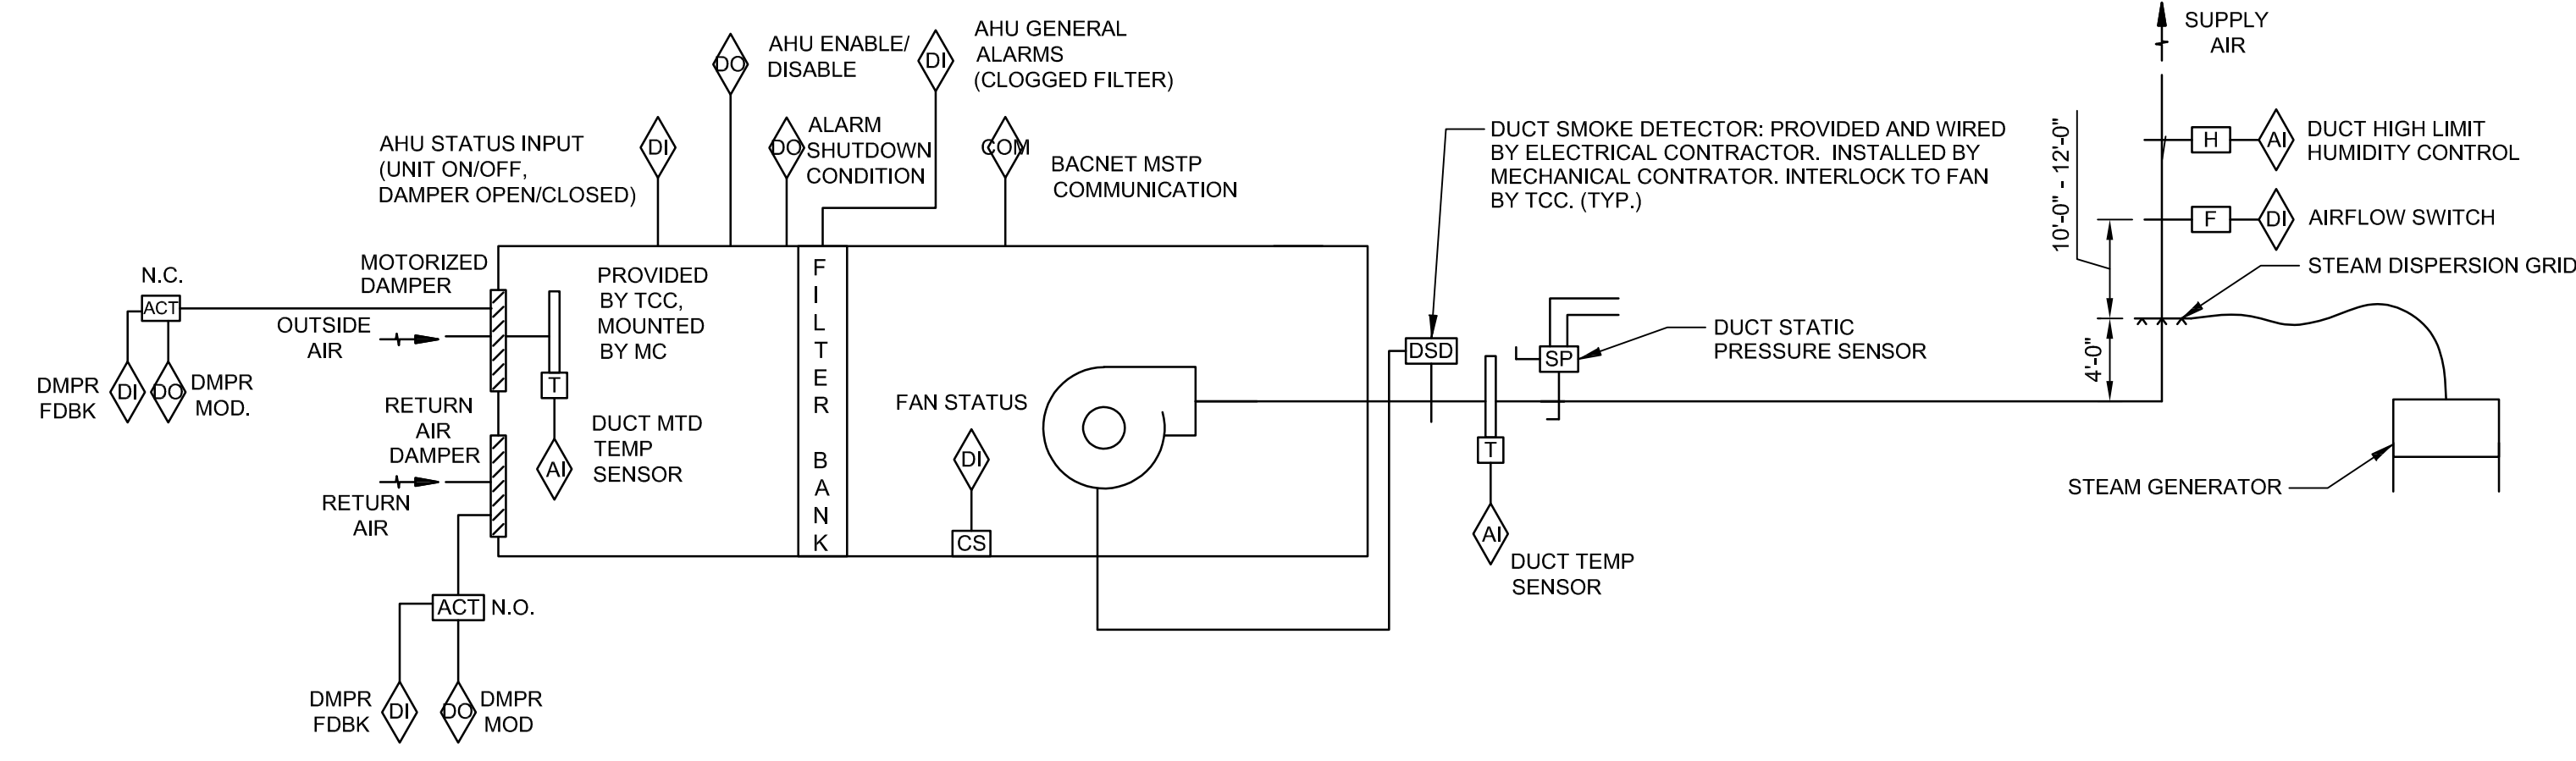 SUPPLY
AIR
AHU GENERAL
ALARMS
(CLOGGED FILTER)
DI
AHU ENABLE/
DISABLE
DO
AHU STATUS INPUT
(UNIT ON/OFF,
DAMPER OPEN/CLOSED)
DI
ALARM
SHUTDOWN
CONDITION
DO
COM
BACNET MSTP
COMMUNICATION
DUCT SMOKE DETECTOR: PROVIDED AND WIRED
BY ELECTRICAL CONTRACTOR. INSTALLED BY
MECHANICAL CONTRATOR. INTERLOCK TO FAN
BY TCC. (TYP.)
10'-0" - 12'-0"
H
AI
DUCT HIGH LIMIT
HUMIDITY CONTROL
F
DI
AIRFLOW SWITCH
STEAM DISPERSION GRID
4'-0"
N.C.
ACT
MOTORIZED
DAMPER
OUTSIDE
AIR
DMPR
FDBK
DI
DO
DMPR
MOD.
PROVIDED
BY TCC,
MOUNTED
BY MC
T
AI
DUCT MTD
TEMP
SENSOR
RETURN
AIR
DAMPER
RETURN
AIR
FILTER BANK
FAN STATUS
DI
CS
DSD
SP
DUCT STATIC
PRESSURE SENSOR
T
AI
DUCT TEMP
SENSOR
STEAM GENERATOR
ACT
N.O.
DMPR
FDBK
DI
DO
DMPR
MOD